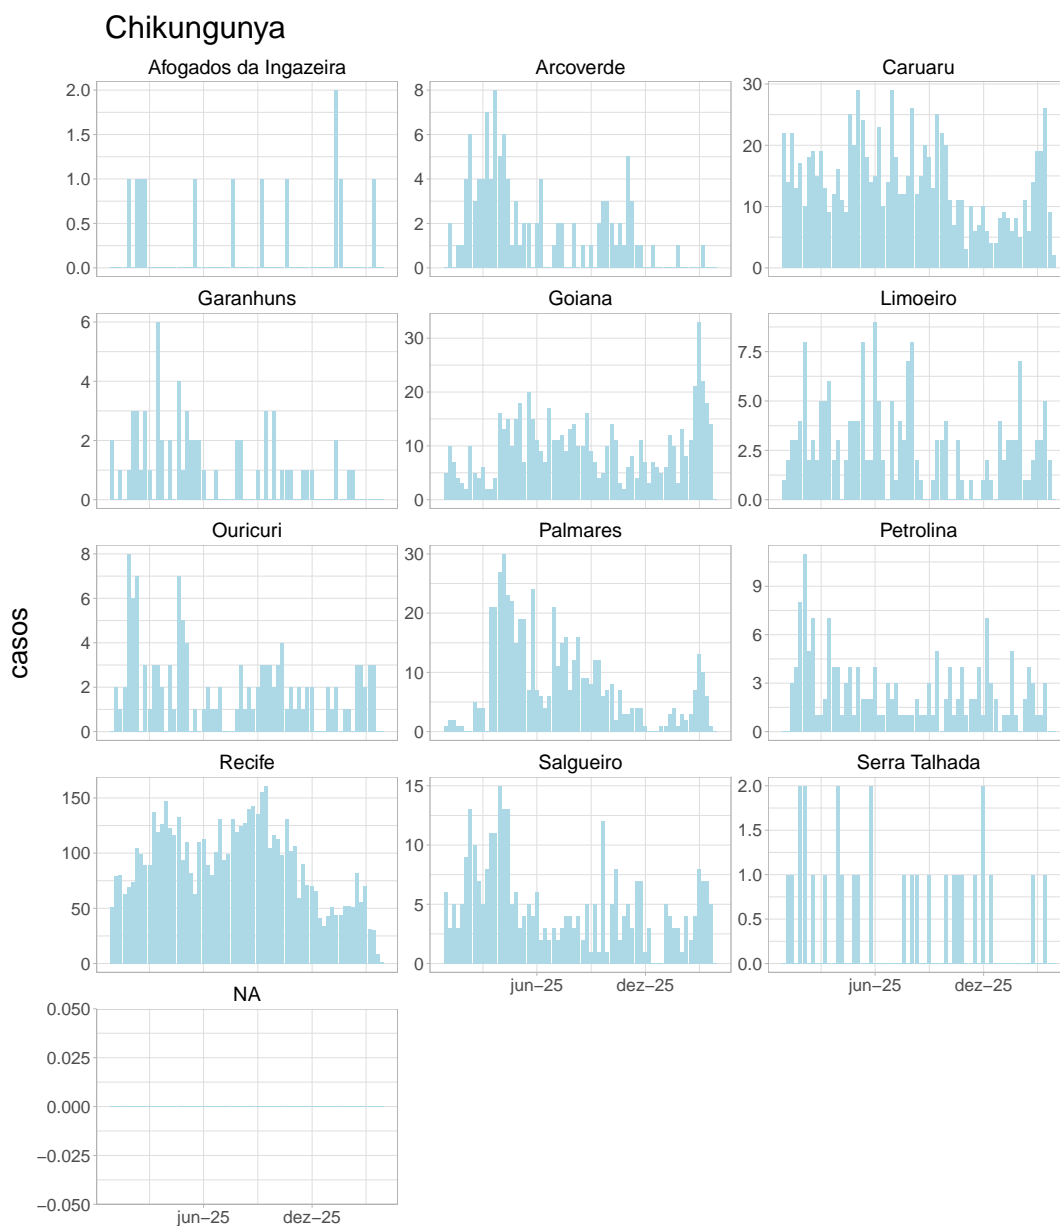 Chikungunya
Afogados da Ingazeira
Arcoverde
Caruaru
2.0
1.5
1.0
0.5
0.0
8
6
4
2
0
30
20
10
0
Garanhuns
Goiana
Limoeiro
6
4
2
0
30
20
10
0
7.5
5.0
2.5
0.0
Ouricuri
Palmares
Petrolina
8
6
4
2
0
30
20
10
0
9
6
3
0
casos
Recife
Salgueiro
Serra Talhada
150
100
50
0
15
10
5
0
2.0
1.5
1.0
0.5
0.0
jun−25
dez−25
jun−25
dez−25
NA
0.050
0.025
0.000
−0.025
−0.050
jun−25
dez−25